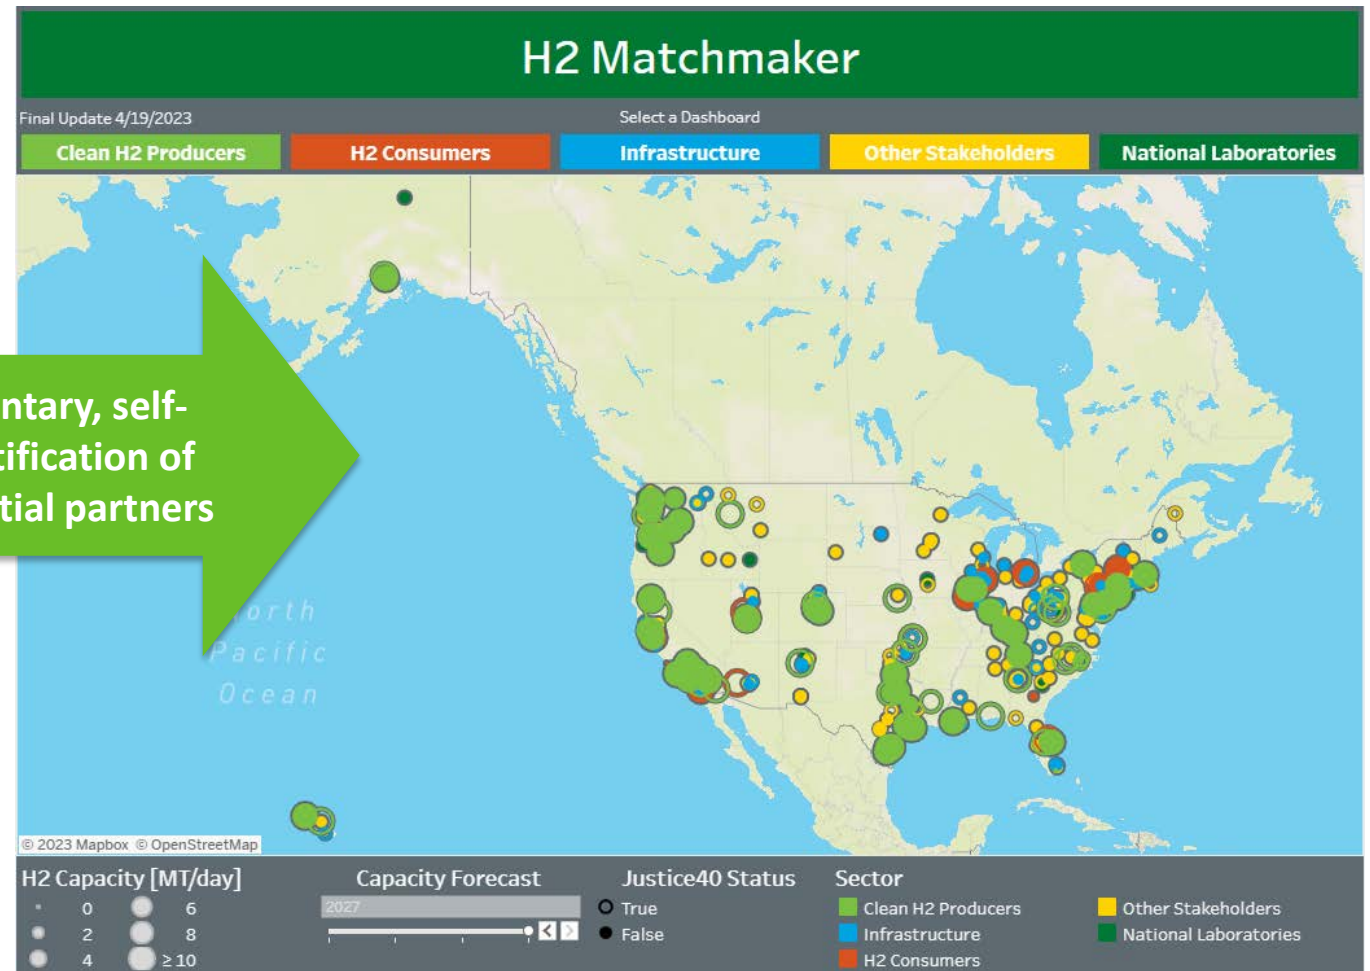 H2 Matchmaker
Final Update 4/19/2023
Select a Dashboard
Clean H2 Producers
H2 Consumers
Infrastructure
Other Stakeholders
National Laboratories
ntary, self-
tification of
tial partners
North
Pacific
Ocean
© 2023 Mapbox © OpenStreetMap
H2 Capacity [MT/day]
0 6
2 8
4 ≥ 10
Capacity Forecast
2027
Justice40 Status
True
False
Sector
Clean H2 Producers
Infrastructure
H2 Consumers
Other Stakeholders
National Laboratories